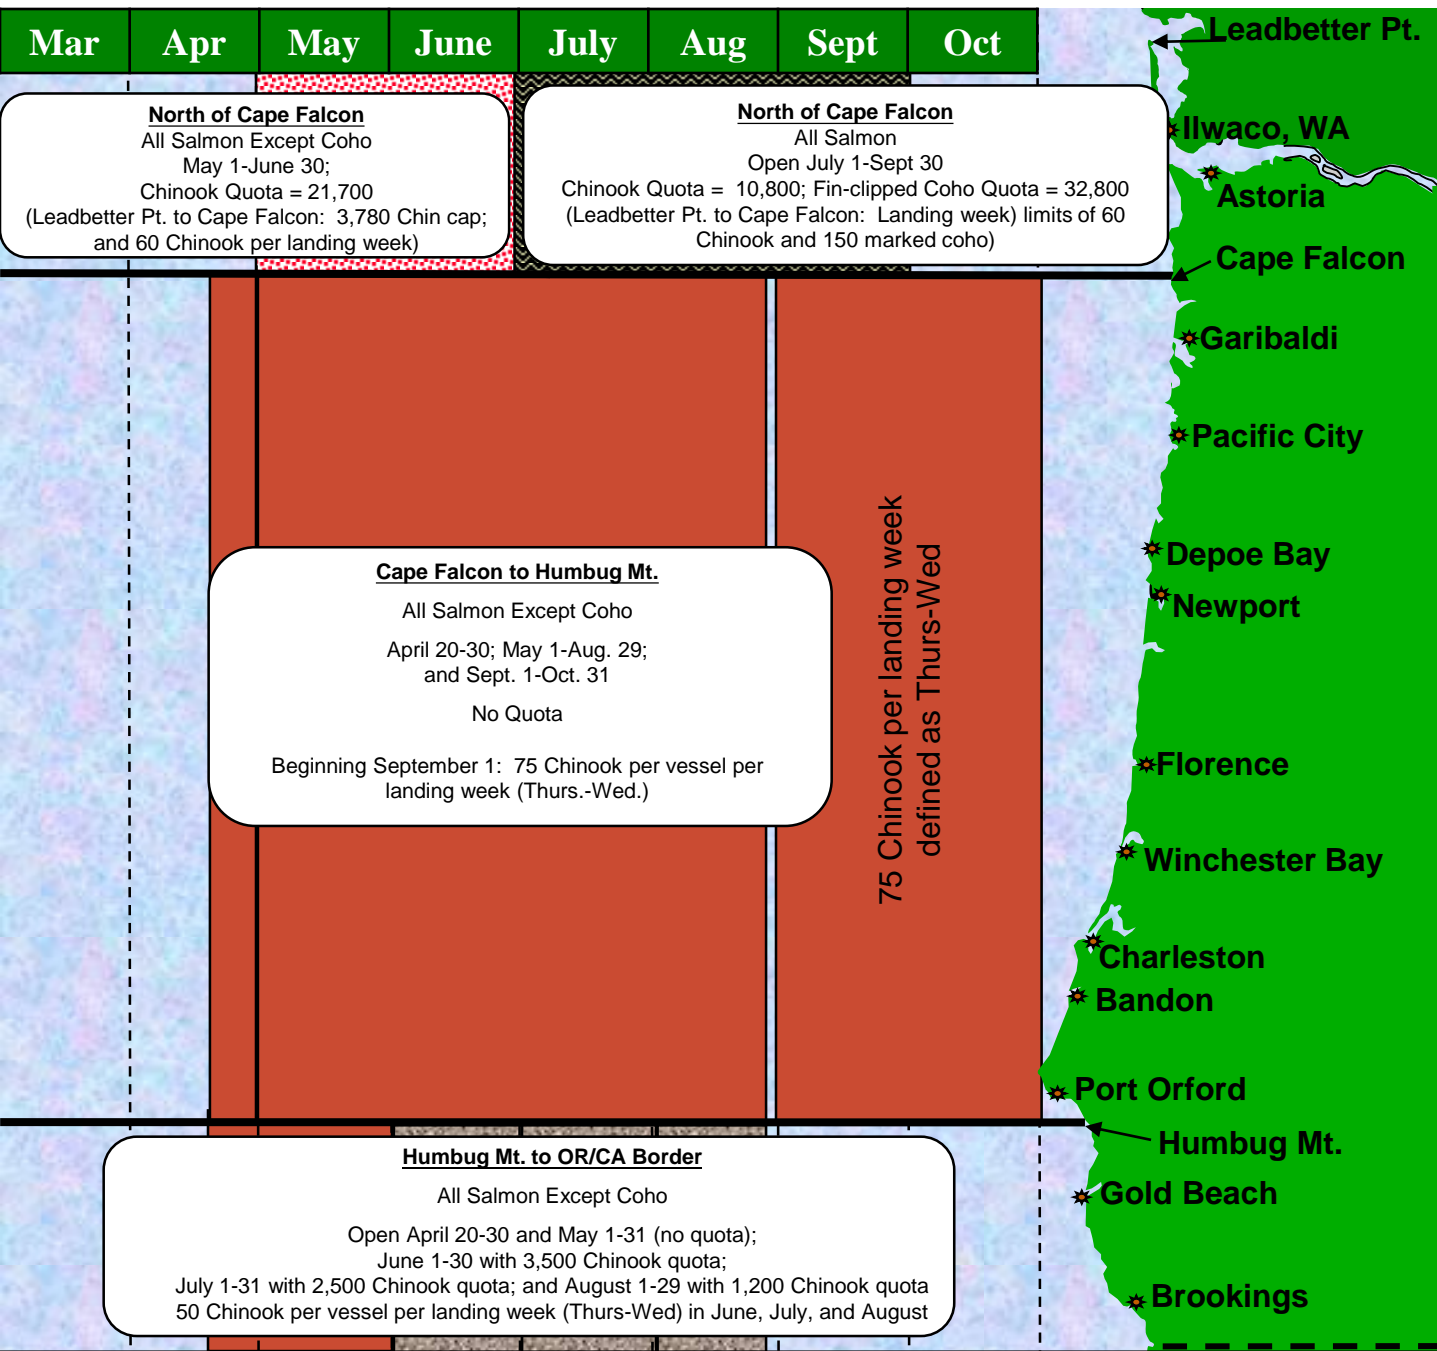 Mar Apr May June July Aug Sept Oct
Leadbetter Pt.
North of Cape Falcon
All Salmon Except Coho
May 1-June 30;
Chinook Quota = 21,700
(Leadbetter Pt. to Cape Falcon: 3,780 Chin cap;
and 60 Chinook per landing week)
North of Cape Falcon
All Salmon
Open July 1-Sept 30
Chinook Quota = 10,800; Fin-clipped Coho Quota = 32,800
(Leadbetter Pt. to Cape Falcon: Landing week) limits of 60
Chinook and 150 marked coho)
Ilwaco, WA
Astoria
Cape Falcon
Garibaldi
Pacific City
Depoe Bay
Newport
Cape Falcon to Humbug Mt.
All Salmon Except Coho
April 20-30; May 1-Aug. 29;
and Sept. 1-Oct. 31
No Quota
Beginning September 1: 75 Chinook per vessel per
landing week (Thurs.-Wed.)
75 Chinook per landing week
defined as Thurs-Wed
Florence
Winchester Bay
Charleston
Bandon
Port Orford
Humbug Mt.
Gold Beach
Brookings
Humbug Mt. to OR/CA Border
All Salmon Except Coho
Open April 20-30 and May 1-31 (no quota);
June 1-30 with 3,500 Chinook quota;
July 1-31 with 2,500 Chinook quota; and August 1-29 with 1,200 Chinook quota
50 Chinook per vessel per landing week (Thurs-Wed) in June, July, and August